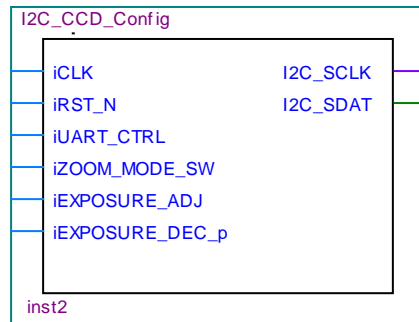 I2C_CCD_Config
iCLK
I2C_SCLK
iRST_N
I2C_SDAT
iUART_CTRL
iZOOM_MODE_SW
iEXPOSURE_ADJ
iEXPOSURE_DEC_p
inst2